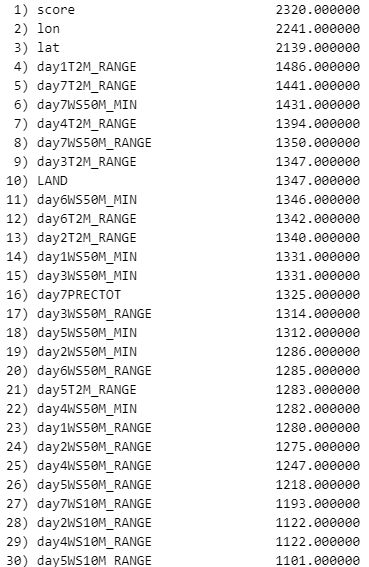 1) score 2320.000000
2) lon 2241.000000
3) lat 2139.000000
4) day1T2M_RANGE 1486.000000
5) day7T2M_RANGE 1441.000000
6) day7WS50M_MIN 1431.000000
7) day4T2M_RANGE 1394.000000
8) day7WS50M_RANGE 1350.000000
9) day3T2M_RANGE 1347.000000
10) LAND 1347.000000
11) day6WS50M_MIN 1346.000000
12) day6T2M_RANGE 1342.000000
13) day2T2M_RANGE 1340.000000
14) day1WS50M_MIN 1331.000000
15) day3WS50M_MIN 1331.000000
16) day7PRECTOT 1325.000000
17) day3WS50M_RANGE 1314.000000
18) day5WS50M_MIN 1312.000000
19) day2WS50M_MIN 1286.000000
20) day6WS50M_RANGE 1285.000000
21) day5T2M_RANGE 1283.000000
22) day4WS50M_MIN 1282.000000
23) day1WS50M_RANGE 1280.000000
24) day2WS50M_RANGE 1275.000000
25) day4WS50M_RANGE 1247.000000
26) day5WS50M_RANGE 1218.000000
27) day7WS10M_RANGE 1193.000000
28) day2WS10M_RANGE 1122.000000
29) day4WS10M_RANGE 1122.000000
30) day5WS10M_RANGE 1101.000000